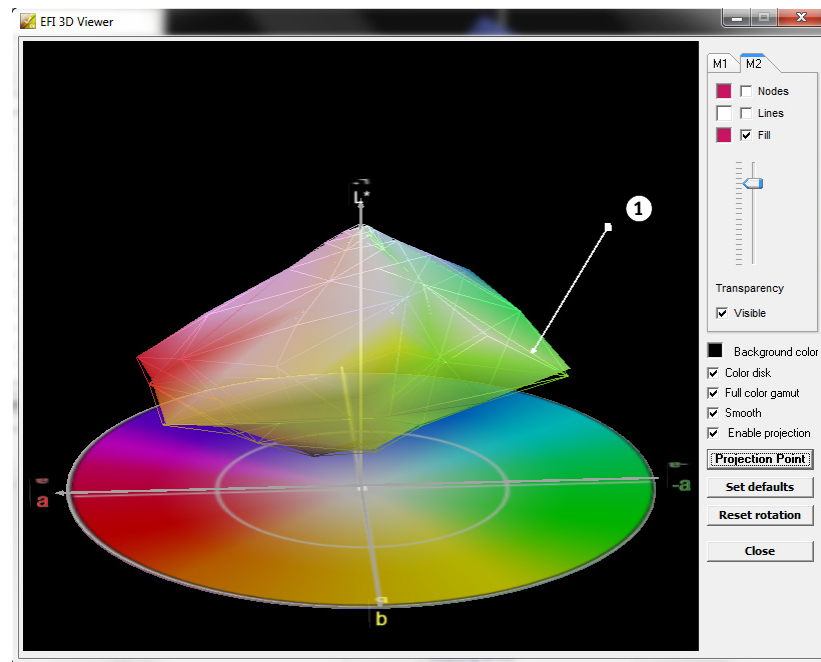 EFI 3D Viewer
M1 M2
Nodes
Lines
Fill
L*
1
Transparency
Visible
Background color
Color disk
Full color gamut
Smooth
Enable projection
Projection Point
a
-a
Set defaults
Reset rotation
Close
b